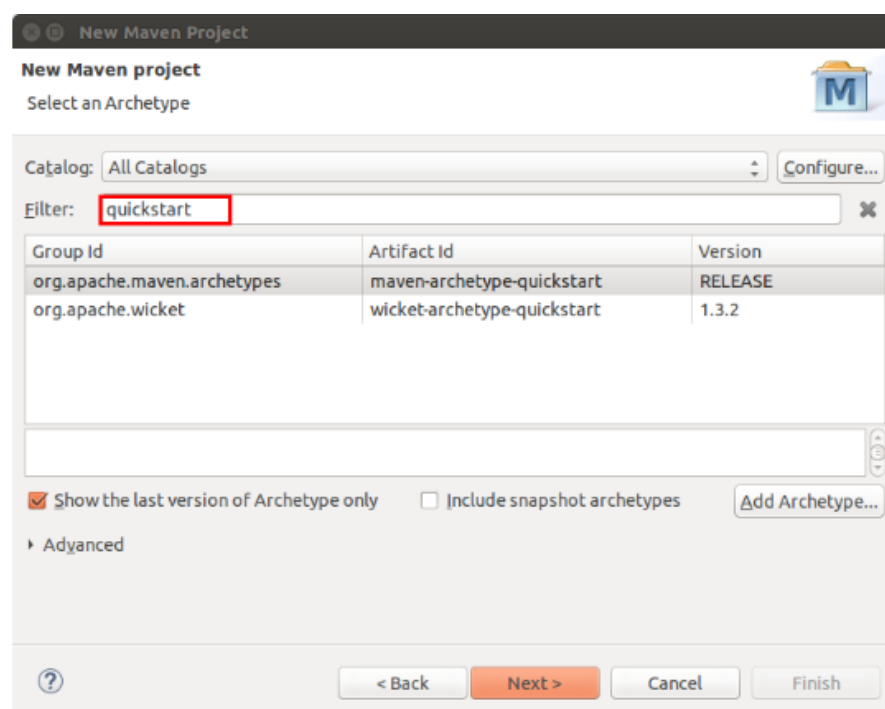 New Maven Project
New Maven project
Select an Archetype
M
Catalog: All Catalogs Configure...
Filter: quickstart
Group Id Artifact Id Version
org.apache.maven.archetypes maven-archetype-quickstart RELEASE
org.apache.wicket wicket-archetype-quickstart 1.3.2
Show the last version of Archetype only Include snapshot archetypes Add Archetype...
Advanced
? < Back Next > Cancel Finish